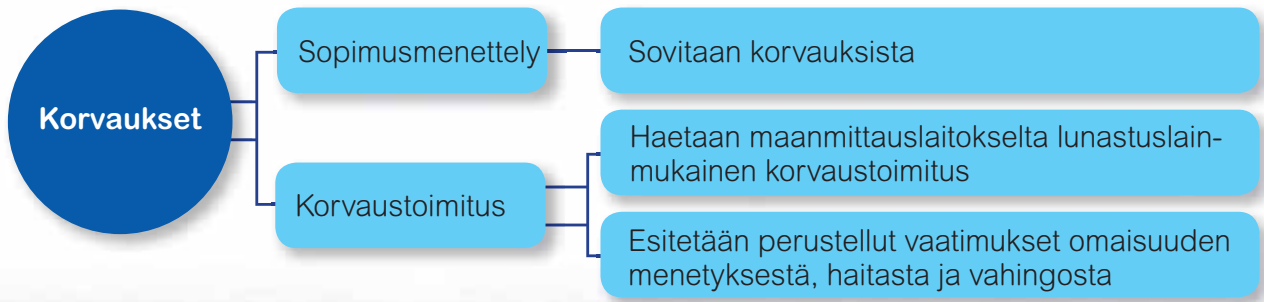 Korvaukset
Sopimusmenettely
Sovitaan korvauksista
Korvaustoimitus
Haetaan maanmittauslaitokselta lunastuslain-
mukainen korvaustoimitus
Esitetään perustellut vaatimukset omaisuuden
menetyksestä, haitasta ja vahingosta